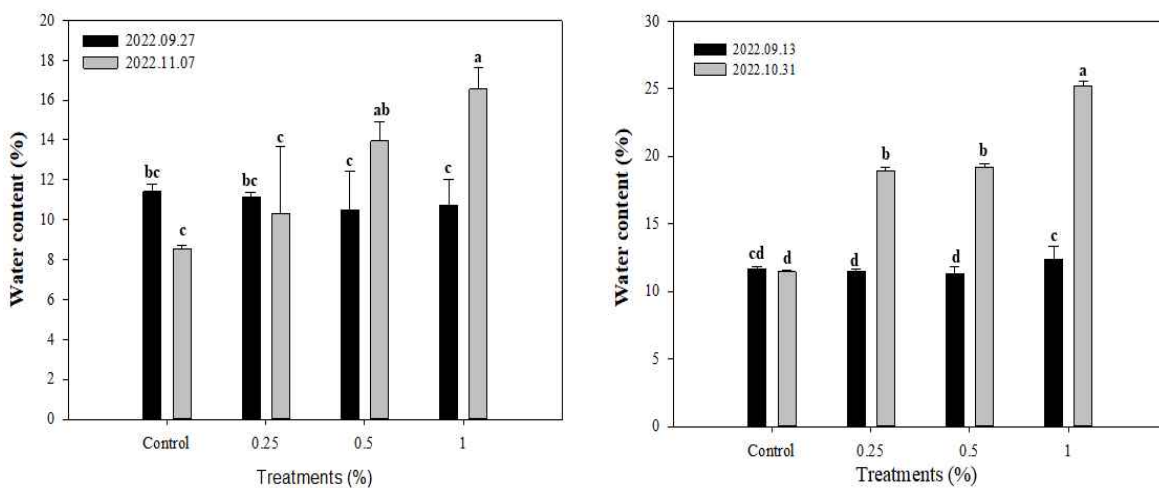 Water content (%)
20
18
16
14
12
10
8
6
4
2
0
2022.09.27
2022.11.07
bc
c
bc
c
c
ab
c
a
Control
0.25
0.5
1
Treatments (%)
Water content (%)
30
25
20
15
10
5
0
2022.09.13
2022.10.31
cd
d
d
b
d
b
c
a
Control
0.25
0.5
1
Treatments (%)